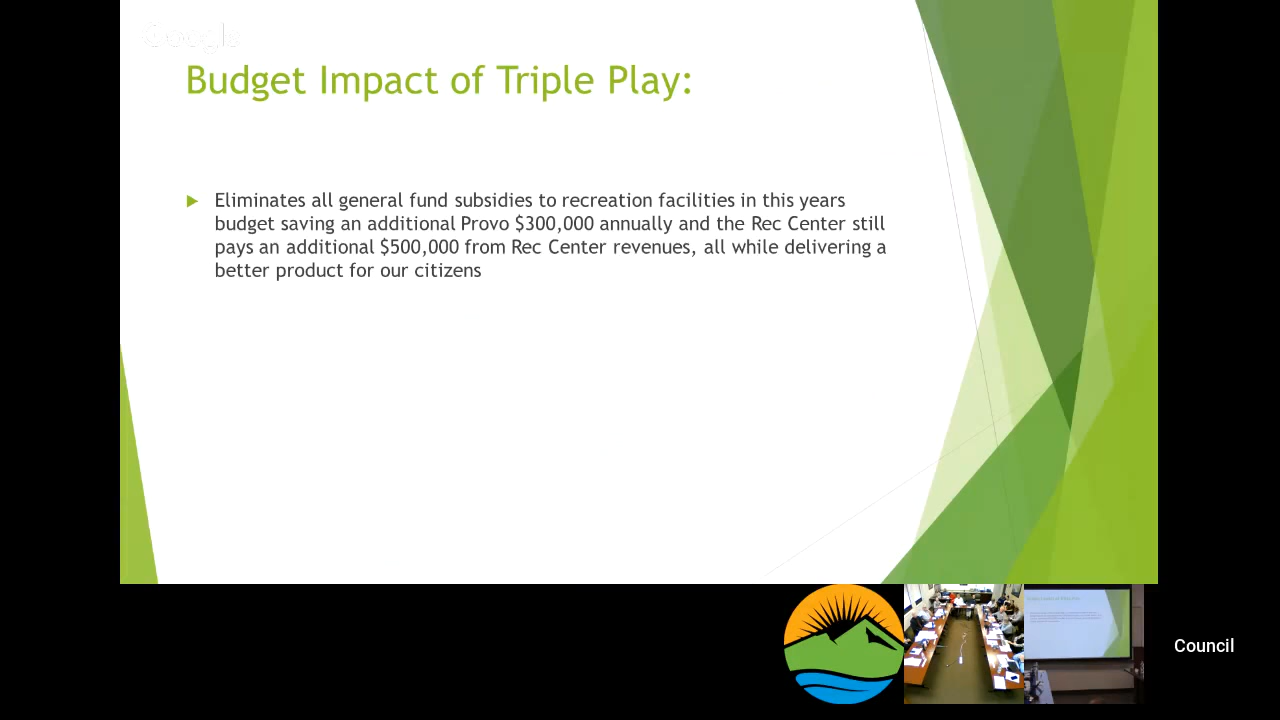 Google
Budget Impact of Triple Play:
Eliminates all general fund subsidies to recreation facilities in this years
budget saving an additional Provo $300,000 annually and the Rec Center still
pays an additional $500,000 from Rec Center revenues, all while delivering a
better product for our citizens
Council